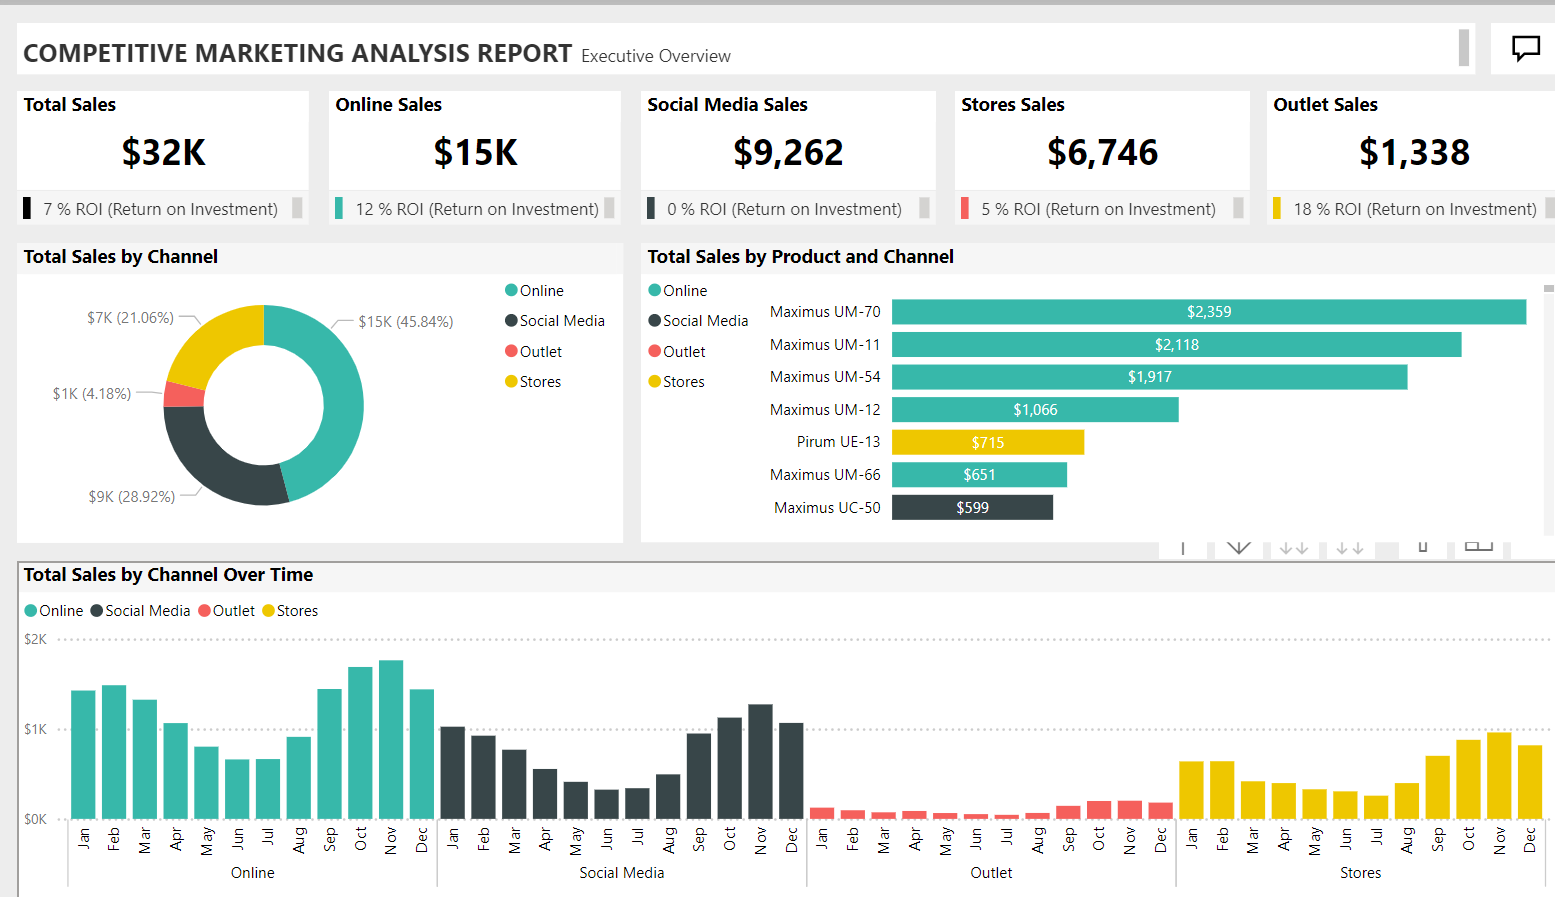 COMPETITIVE MARKETING ANALYSIS REPORT Executive Overview
Total Sales
$32K
7 % ROI (Return on Investment)
Online Sales
$15K
12 % ROI (Return on Investment)
Social Media Sales
$9,262
0 % ROI (Return on Investment)
Stores Sales
$6,746
5 % ROI (Return on Investment)
Outlet Sales
$1,338
18 % ROI (Return on Investment)
Total Sales by Channel
$7K (21.06%)
$15K (45.84%)
$1K (4.18%)
$9K (28.92%)
Online
Social Media
Outlet
Stores
Total Sales by Product and Channel
Online
Social Media
Outlet
Stores
Maximus UM-70 $2,359
Maximus UM-11 $2,118
Maximus UM-54 $1,917
Maximus UM-12 $1,066
Pirum UE-13 $715
Maximus UM-66 $651
Maximus UC-50 $599
Total Sales by Channel Over Time
Online Social Media Outlet Stores
$2K
$1K
$0K
Jan Feb Mar Apr May Jun Jul Aug Sep Oct Nov Dec Jan Feb Mar Apr May Jun Jul Aug Sep Oct Nov Dec Jan Feb Mar Apr May Jun Jul Aug Sep Oct Nov Dec Jan Feb Mar Apr May Jun Jul Aug Sep Oct Nov Dec
Online Social Media Outlet Stores